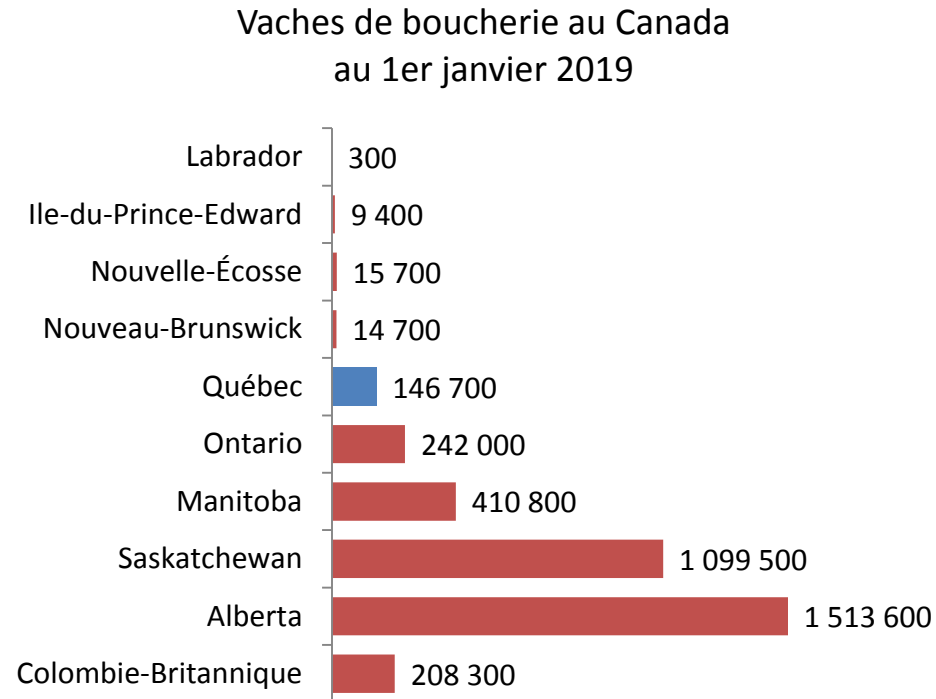 Vaches de boucherie au Canada
au 1er janvier 2019
Labrador 300
Ile-du-Prince-Edward 9 400
Nouvelle-Écosse 15 700
Nouveau-Brunswick 14 700
Québec 146 700
Ontario 242 000
Manitoba 410 800
Saskatchewan 1 099 500
Alberta 1 513 600
Colombie-Britannique 208 300